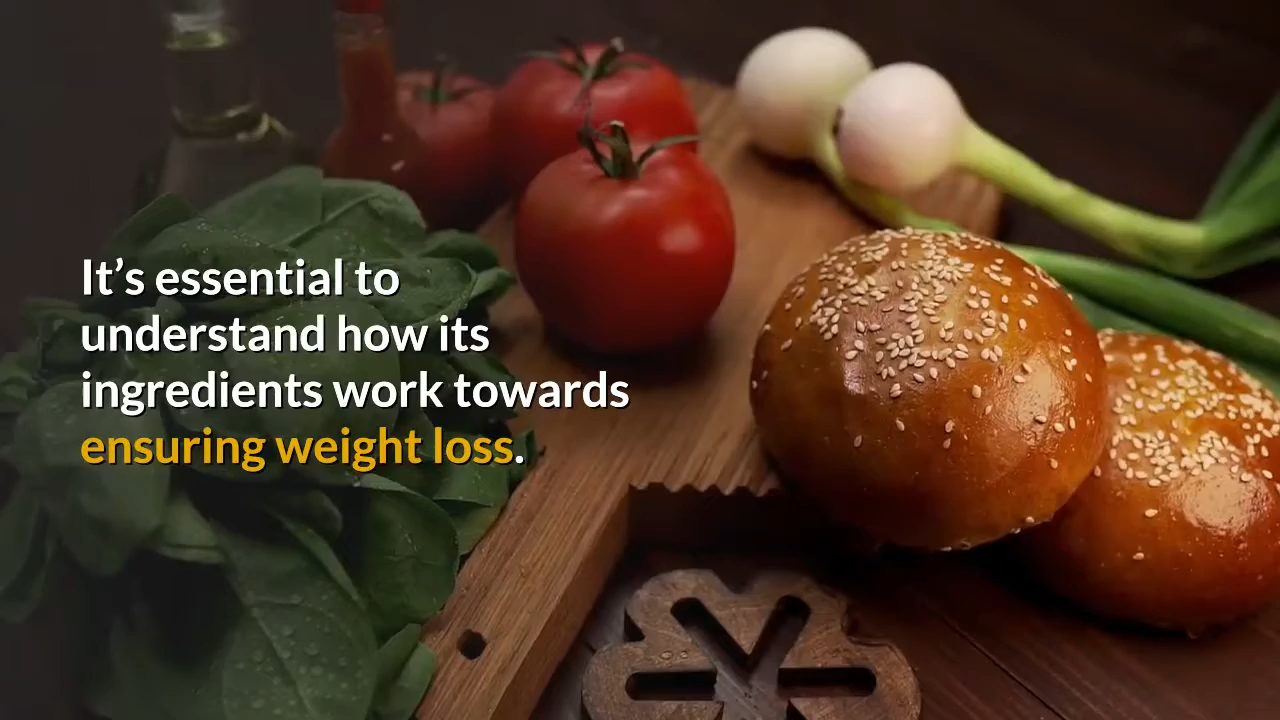 It’s essential to
understand how its
ingredients work towards
ensuring weight loss.